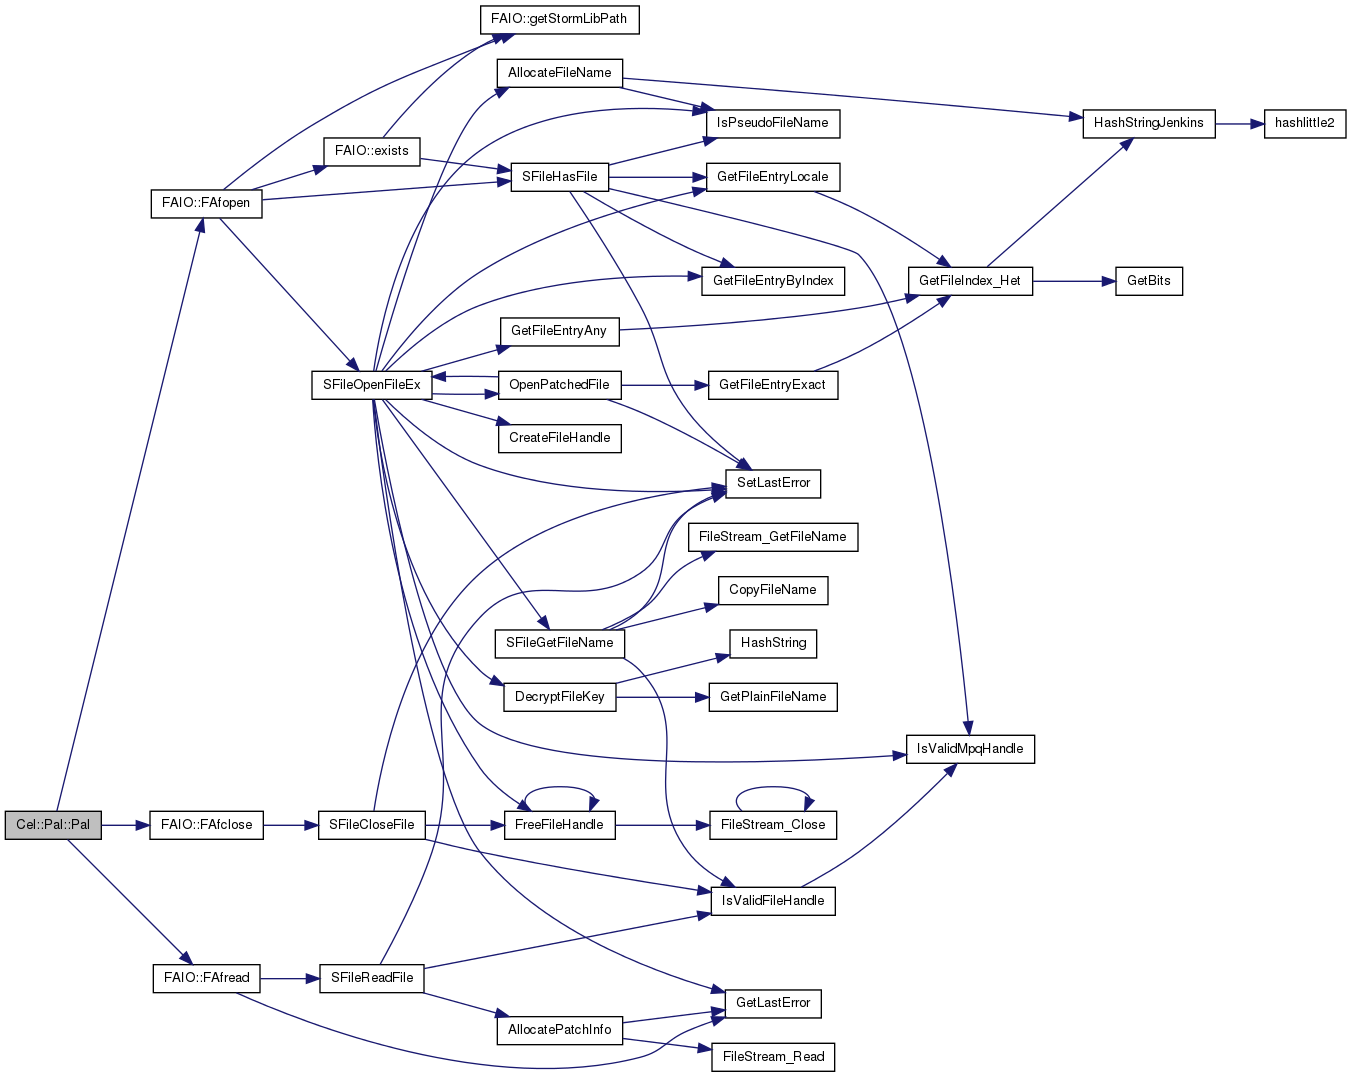 FAIO::getStormLibPath
AllocateFileName
IsPseudoFileName
HashStringJenkins
hashlittle2
FAIO::exists
SFileHasFile
GetFileEntryLocale
FAIO::FAfopen
GetFileEntryByIndex
GetFileIndex_Het
GetBits
GetFileEntryAny
SFileOpenFileEx
OpenPatchedFile
GetFileEntryExact
CreateFileHandle
SetLastError
FileStream_GetFileName
CopyFileName
SFileGetFileName
HashString
DecryptFileKey
GetPlainFileName
IsValidMpqHandle
Cel::Pal::Pal
FAIO::FAfclose
SFileCloseFile
FreeFileHandle
FileStream_Close
IsValidFileHandle
FAIO::FAfread
SFileReadFile
GetLastError
AllocatePatchInfo
FileStream_Read